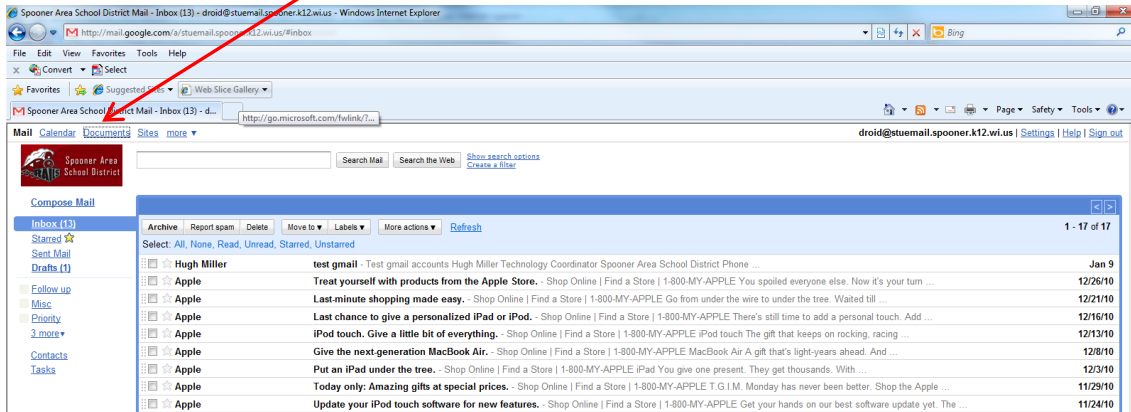 Spooner Area School District Mail - Inbox (13) - droid@stuemail.spooner.k12.wi.us - Windows Internet Explorer
http://mail.google.com/a/stuemail.spooner.k12.wi.us/#inbox
Bing
File Edit View Favorites Tools Help
x Convert Select
Favorites Suggested Sites Web Slice Gallery
Spooner Area School District Mail - Inbox (13) - d...
Page Safety Tools
http://go.microsoft.com/fwlink/?...
Mail Calendar Documents Sites more
droid@stuemail.spooner.k12.wi.us | Settings | Help | Sign out
Spooner Area
School District
RAILS
Search Mail Search the Web
Show search options
Create a filter
Compose Mail
< >
Inbox (13)
Starred
Sent Mail
Drafts (1)
Follow up
Misc
Priority
3 more
Contacts
Tasks
Archive Report spam Delete Move to Labels More actions Refresh 1 - 17 of 17
Select: All, None, Read, Unread, Starred, Unstarred
Hugh Miller test gmail - Test gmail accounts Hugh Miller Technology Coordinator Spooner Area School District Phone ... Jan 9
Apple Treat yourself with products from the Apple Store. - Shop Online | Find a Store | 1-800-MY-APPLE You spoiled everyone else. Now it's your turn ... 12/26/10
Apple Last-minute shopping made easy. - Shop Online | Find a Store | 1-800-MY-APPLE Go from under the wire to under the tree. Waited till ... 12/21/10
Apple Last chance to give a personalized iPad or iPod. - Shop Online | Find a Store | 1-800-MY-APPLE There's still time to add a personal touch. Add ... 12/16/10
Apple iPod touch. Give a little bit of everything. - Shop Online | Find a Store | 1-800-MY-APPLE iPod touch The gift that keeps on rocking, racing ... 12/13/10
Apple Give the next-generation MacBook Air. - Shop Online | Find a Store | 1-800-MY-APPLE MacBook Air A gift that's light-years ahead. And ... 12/8/10
Apple Put an iPad under the tree. - Shop Online | Find a Store | 1-800-MY-APPLE iPad You give one present. They get thousands. With ... 12/3/10
Apple Today only: Amazing gifts at special prices. - Shop Online | Find a Store | 1-800-MY-APPLE T.G.I.M. Monday has never been better. Shop the Apple ... 11/29/10
Apple Update your iPod touch software for new features. - Shop Online | Find a Store | 1-800-MY-APPLE Get your hands on our best software update yet. The ... 11/24/10